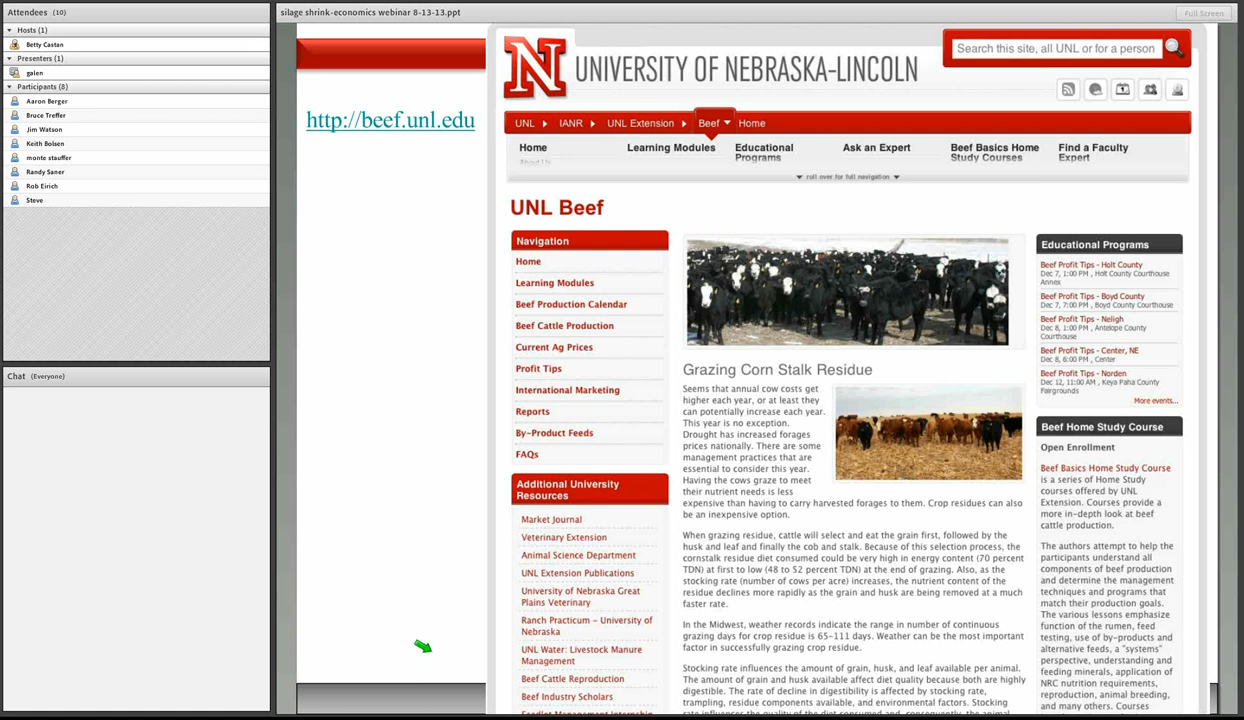 Attendees (10)
Hosts (1)
Betty Castan
Presenters (1)
galen
Participants (8)
Aaron Berger
Bruce Treffer
Jim Watson
Keith Bolsen
monte stauffer
Randy Saner
Rob Eirich
Steve
Chat (Everyone)
silage shrink-economics webinar 8-13-13.ppt
Full Screen
http://beef.unl.edu
N
UNIVERSITY OF NEBRASKA-LINCOLN
Search this site, all UNL or for a person
UNL IANR UNL Extension Beef Home
Home
About Us
Learning Modules
Educational
Programs
Ask an Expert
Beef Basics Home
Study Courses
Find a Faculty
Expert
roll over for full navigation
UNL Beef
Navigation
Home
Learning Modules
Beef Production Calendar
Beef Cattle Production
Current Ag Prices
Profit Tips
International Marketing
Reports
By-Product Feeds
FAQs
Additional University
Resources
Market Journal
Veterinary Extension
Animal Science Department
UNL Extension Publications
University of Nebraska Great
Plains Veterinary
Ranch Practicum - University of
Nebraska
UNL Water: Livestock Manure
Management
Beef Cattle Reproduction
Beef Industry Scholars
Feedlot Management Internship
Grazing Corn Stalk Residue
Seems that annual cow costs get
higher each year, or at least they
can potentially increase each year.
This year is no exception.
Drought has increased forages
prices nationally. There are some
management practices that are
essential to consider this year.
Having the cows graze to meet
their nutrient needs is less
expensive than having to carry harvested forages to them. Crop residues can also
be an inexpensive option.
When grazing residue, cattle will select and eat the grain first, followed by the
husk and leaf and finally the cob and stalk. Because of this selection process, the
cornstalk residue diet consumed could be very high in energy content (70 percent
TDN) at first to low (48 to 52 percent TDN) at the end of grazing. Also, as the
stocking rate (number of cows per acre) increases, the nutrient content of the
residue declines more rapidly as the grain and husk are being removed at a much
faster rate.
In the Midwest, weather records indicate the range in number of continuous
grazing days for crop residue is 65-111 days. Weather can be the most important
factor in successfully grazing crop residue.
Stocking rate influences the amount of grain, husk, and leaf available per animal.
The amount of grain and husk available affect diet quality because both are highly
digestible. The rate of decline in digestibility is affected by stocking rate,
trampling, residue components available, and environmental factors. Stocking
rate influences the quality of the diet consumed and, consequently, the animal
Educational Programs
Beef Profit Tips - Holt County
Dec 7, 1:00 PM , Holt County Courthouse
Annex
Beef Profit Tips - Boyd County
Dec 7, 7:00 PM , Boyd County Courthouse
Beef Profit Tips - Neligh
Dec 8, 1:00 PM , Antelope County
Courthouse
Beef Profit Tips - Center, NE
Dec 8, 6:00 PM , Center
Beef Profit Tips - Norden
Dec 12, 11:00 AM , Keya Paha County
Fairgrounds
More events...
Beef Home Study Course
Open Enrollment
Beef Basics Home Study Course
is a series of Home Study
courses offered by UNL
Extension. Courses provide a
more in-depth look at beef
cattle production.
The authors attempt to help the
participants understand all
components of beef production
and determine the management
techniques and programs that
match their production goals.
The various lessons emphasize
function of the rumen, feed
testing, use of by-products and
alternative feeds, a "systems"
perspective, understanding and
feeding minerals, application of
NRC nutrition requirements,
reproduction, animal breeding,
and many others. Courses